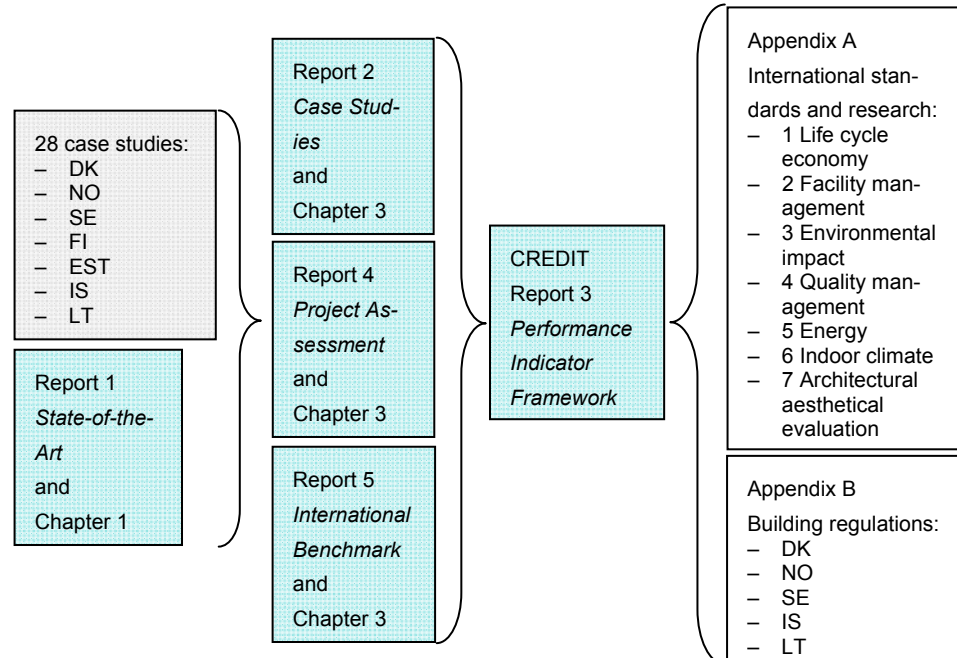 28 case studies:
– DK
– NO
– SE
– FI
– EST
– IS
– LT
Report 1
State-of-the-
Art
and
Chapter 1
Report 2
Case Stud-
ies
and
Chapter 3
Report 4
Project As-
sessment
and
Chapter 3
Report 5
International
Benchmark
and
Chapter 3
CREDIT
Report 3
Performance
Indicator
Framework
Appendix A
International stan-
dards and research:
– 1 Life cycle
economy
– 2 Facility man-
agement
– 3 Environmental
impact
– 4 Quality man-
agement
– 5 Energy
– 6 Indoor climate
– 7 Architectural
aesthetical
evaluation
Appendix B
Building regulations:
– DK
– NO
– SE
– IS
– LT